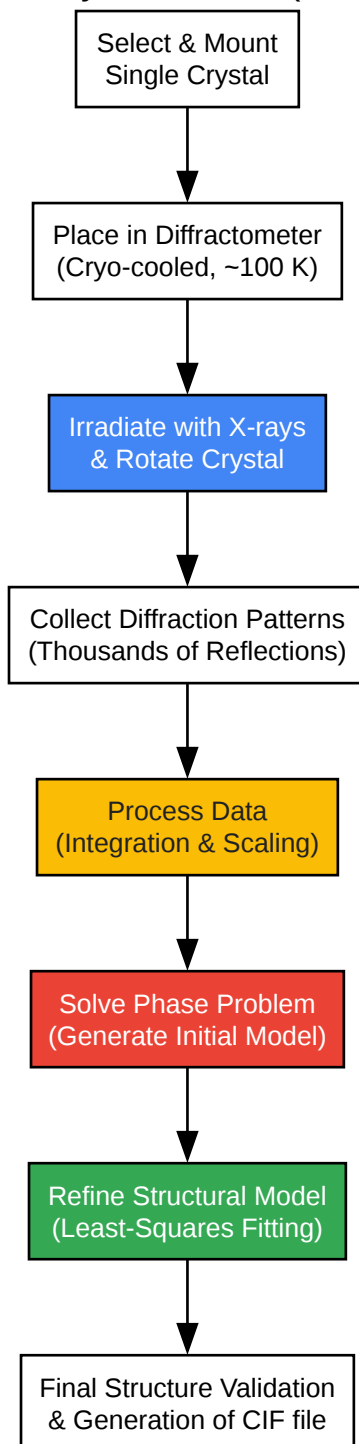 Select & Mount
Single Crystal
Place in Diffractometer
(Cryo-cooled, ~100 K)
Irradiate with X-rays
& Rotate Crystal
Collect Diffraction Patterns
(Thousands of Reflections)
Process Data
(Integration & Scaling)
Solve Phase Problem
(Generate Initial Model)
Refine Structural Model
(Least-Squares Fitting)
Final Structure Validation
& Generation of CIF file